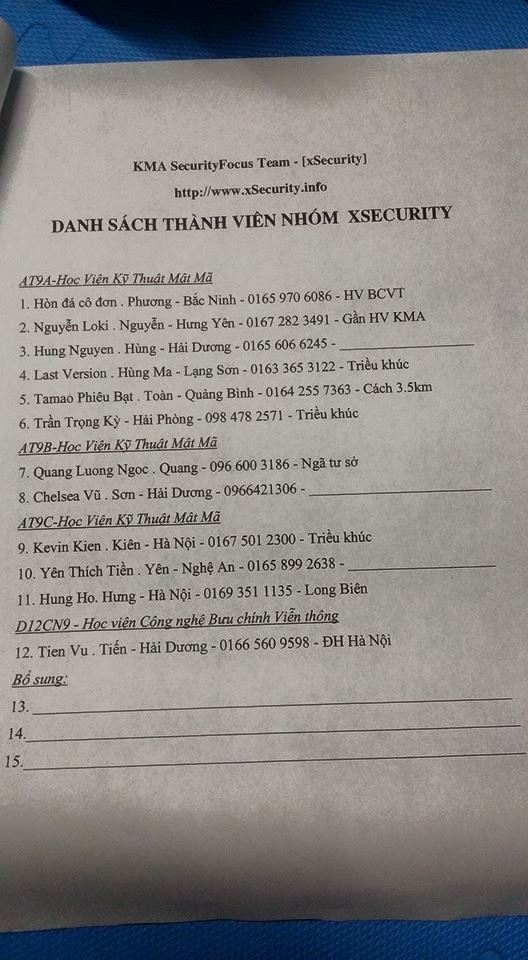 KMA SecurityFocus Team - [xSecurity]
http://www.xSecurity.info
DANH SÁCH THÀNH VIÊN NHÓM XSECURITY
AT9A-Học Viện Kỹ Thuật Mật Mã
1. Hòn đá cô đơn . Phương - Bắc Ninh - 0165 970 6086 - HV BCVT
2. Nguyễn Loki . Nguyễn - Hưng Yên - 0167 282 3491 - Gần HV KMA
3. Hung Nguyen . Hùng - Hải Dương - 0165 606 6245 - ____________________
4. Last Version . Hùng Ma - Lạng Sơn - 0163 365 3122 - Triều khúc
5. Tamao Phiêu Bạt . Toàn - Quảng Bình - 0164 255 7363 - Cách 3.5km
6. Trần Trọng Kỳ - Hải Phòng - 098 478 2571 - Triều khúc
AT9B-Học Viện Kỹ Thuật Mật Mã
7. Quang Luong Ngoc . Quang - 096 600 3186 - Ngã tư sở
8. Chelsea Vũ . Sơn - Hải Dương - 0966421306 - ____________________
AT9C-Học Viện Kỹ Thuật Mật Mã
9. Kevin Kien . Kiên - Hà Nội - 0167 501 2300 - Triều khúc
10. Yên Thích Tiền . Yên - Nghệ An - 0165 899 2638 - ____________________
11. Hung Ho. Hưng - Hà Nội - 0169 351 1135 - Long Biên
D12CN9 - Học viện Công nghệ Bưu chính Viễn thông
12. Tien Vu . Tiến - Hải Dương - 0166 560 9598 - ĐH Hà Nội
Bổ sung:
13. ____________________
14.____________________
15.____________________